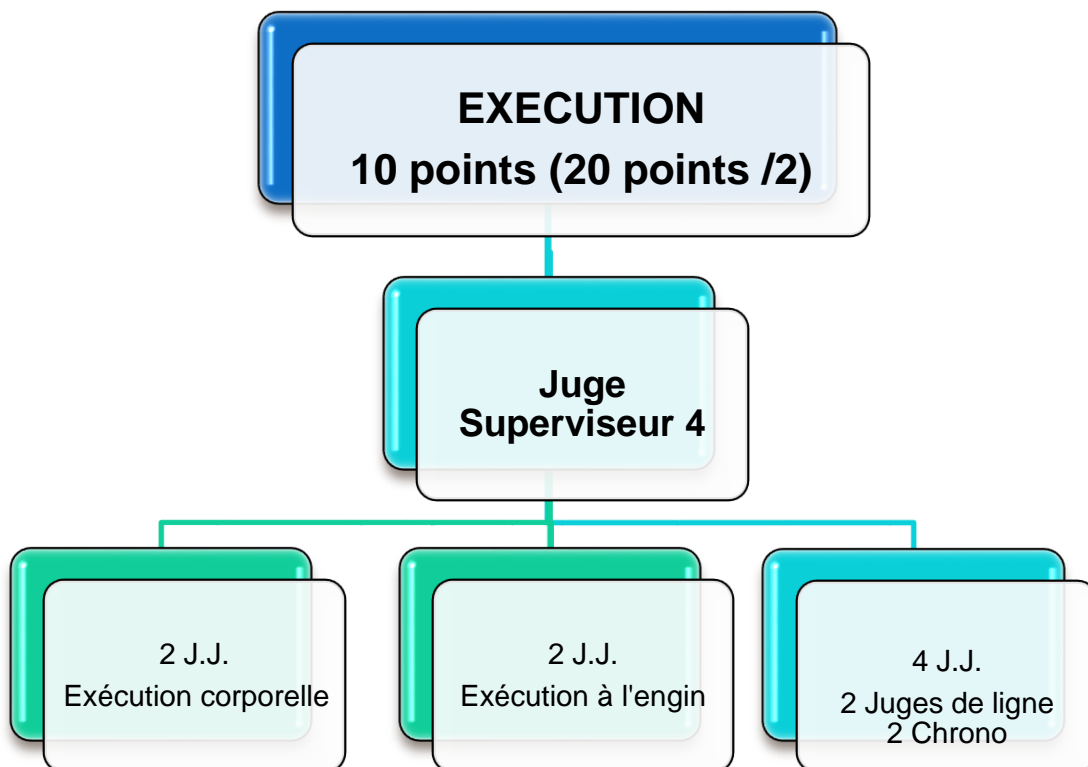 EXECUTION
10 points (20 points /2)
Juge
Superviseur 4
2 J.J.
Exécution corporelle
2 J.J.
Exécution à l'engin
4 J.J.
2 Juges de ligne
2 Chrono